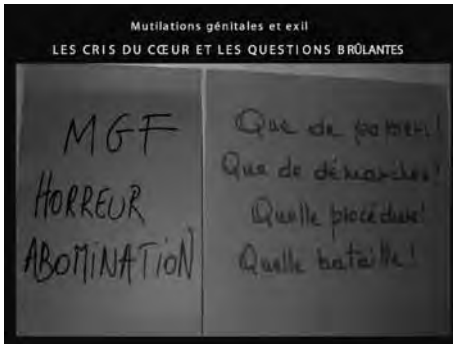 Mutilations génitales et exil
LES CRIS DU CŒUR ET LES QUESTIONS BRÛLANTES
MGF
HORREUR
ABOMINATION
Que de papiers!
Que de démarches!
Quelle procédure!
Quelle bataille!